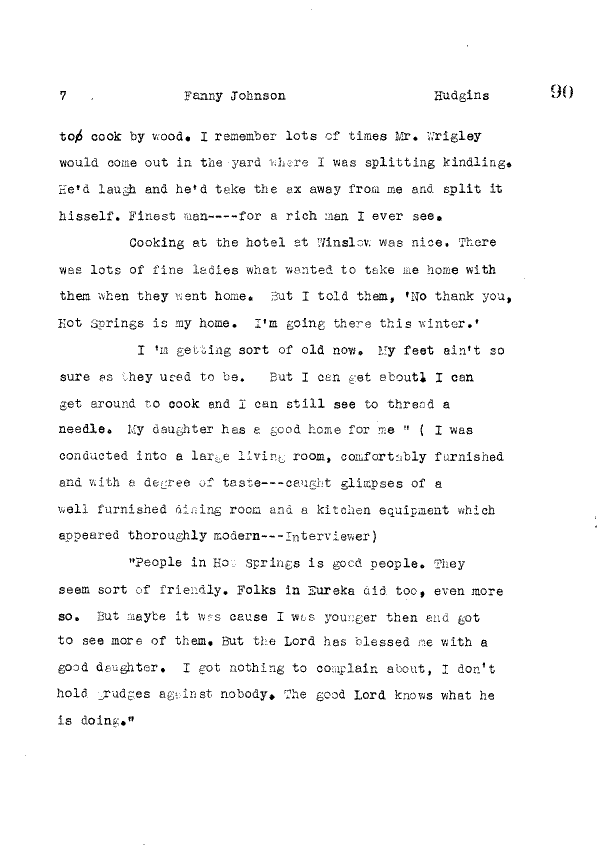 7 Fanny Johnson Hudgins 90
to cook by wood. I remember lots of times Mr. Wrigley
would come out in the yard where I was splitting kindling.
He'd laugh and he'd take the ax away from me and split it
hisself. Finest man----for a rich man I ever see.
Cooking at the hotel at Winslow was nice. There
was lots of fine ladies what wanted to take me home with
them when they went home. But I told them, 'No thank you,
Hot Springs is my home. I'm going there this winter.'
I 'm getting sort of old now. My feet ain't so
sure as they used to be. But I can get about! I can
get around to cook and I can still see to thread a
needle. My daughter has a good home for me " ( I was
conducted into a large living room, comfortably furnished
and with a degree of taste---caught glimpses of a
well furnished dining room and a kitchen equipment which
appeared thoroughly modern---Interviewer)
"People in Hot Springs is good people. They
seem sort of friendly. Folks in Eureka did too, even more
so. But maybe it was cause I was younger then and got
to see more of them. But the Lord has blessed me with a
good daughter. I got nothing to complain about, I don't
hold grudges against nobody. The good Lord knows what he
is doing."